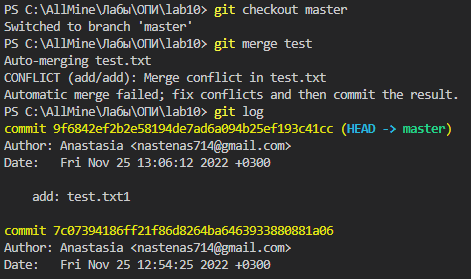 PS C:\AllMine\Лабы\ОПИ\lab10> git checkout master
Switched to branch 'master'
PS C:\AllMine\Лабы\ОПИ\lab10> git merge test
Auto-merging test.txt
CONFLICT (add/add): Merge conflict in test.txt
Automatic merge failed; fix conflicts and then commit the result.
PS C:\AllMine\Лабы\ОПИ\lab10> git log
commit 9f6842ef2b2e58194de7ad6a094b25ef193c41cc (HEAD -> master)
Author: Anastasia <nastenas714@gmail.com>
Date:   Fri Nov 25 13:06:12 2022 +0300
    add: test.txt1
commit 7c07394186ff21f86d8264ba6463933880881a06
Author: Anastasia <nastenas714@gmail.com>
Date:   Fri Nov 25 12:54:25 2022 +0300